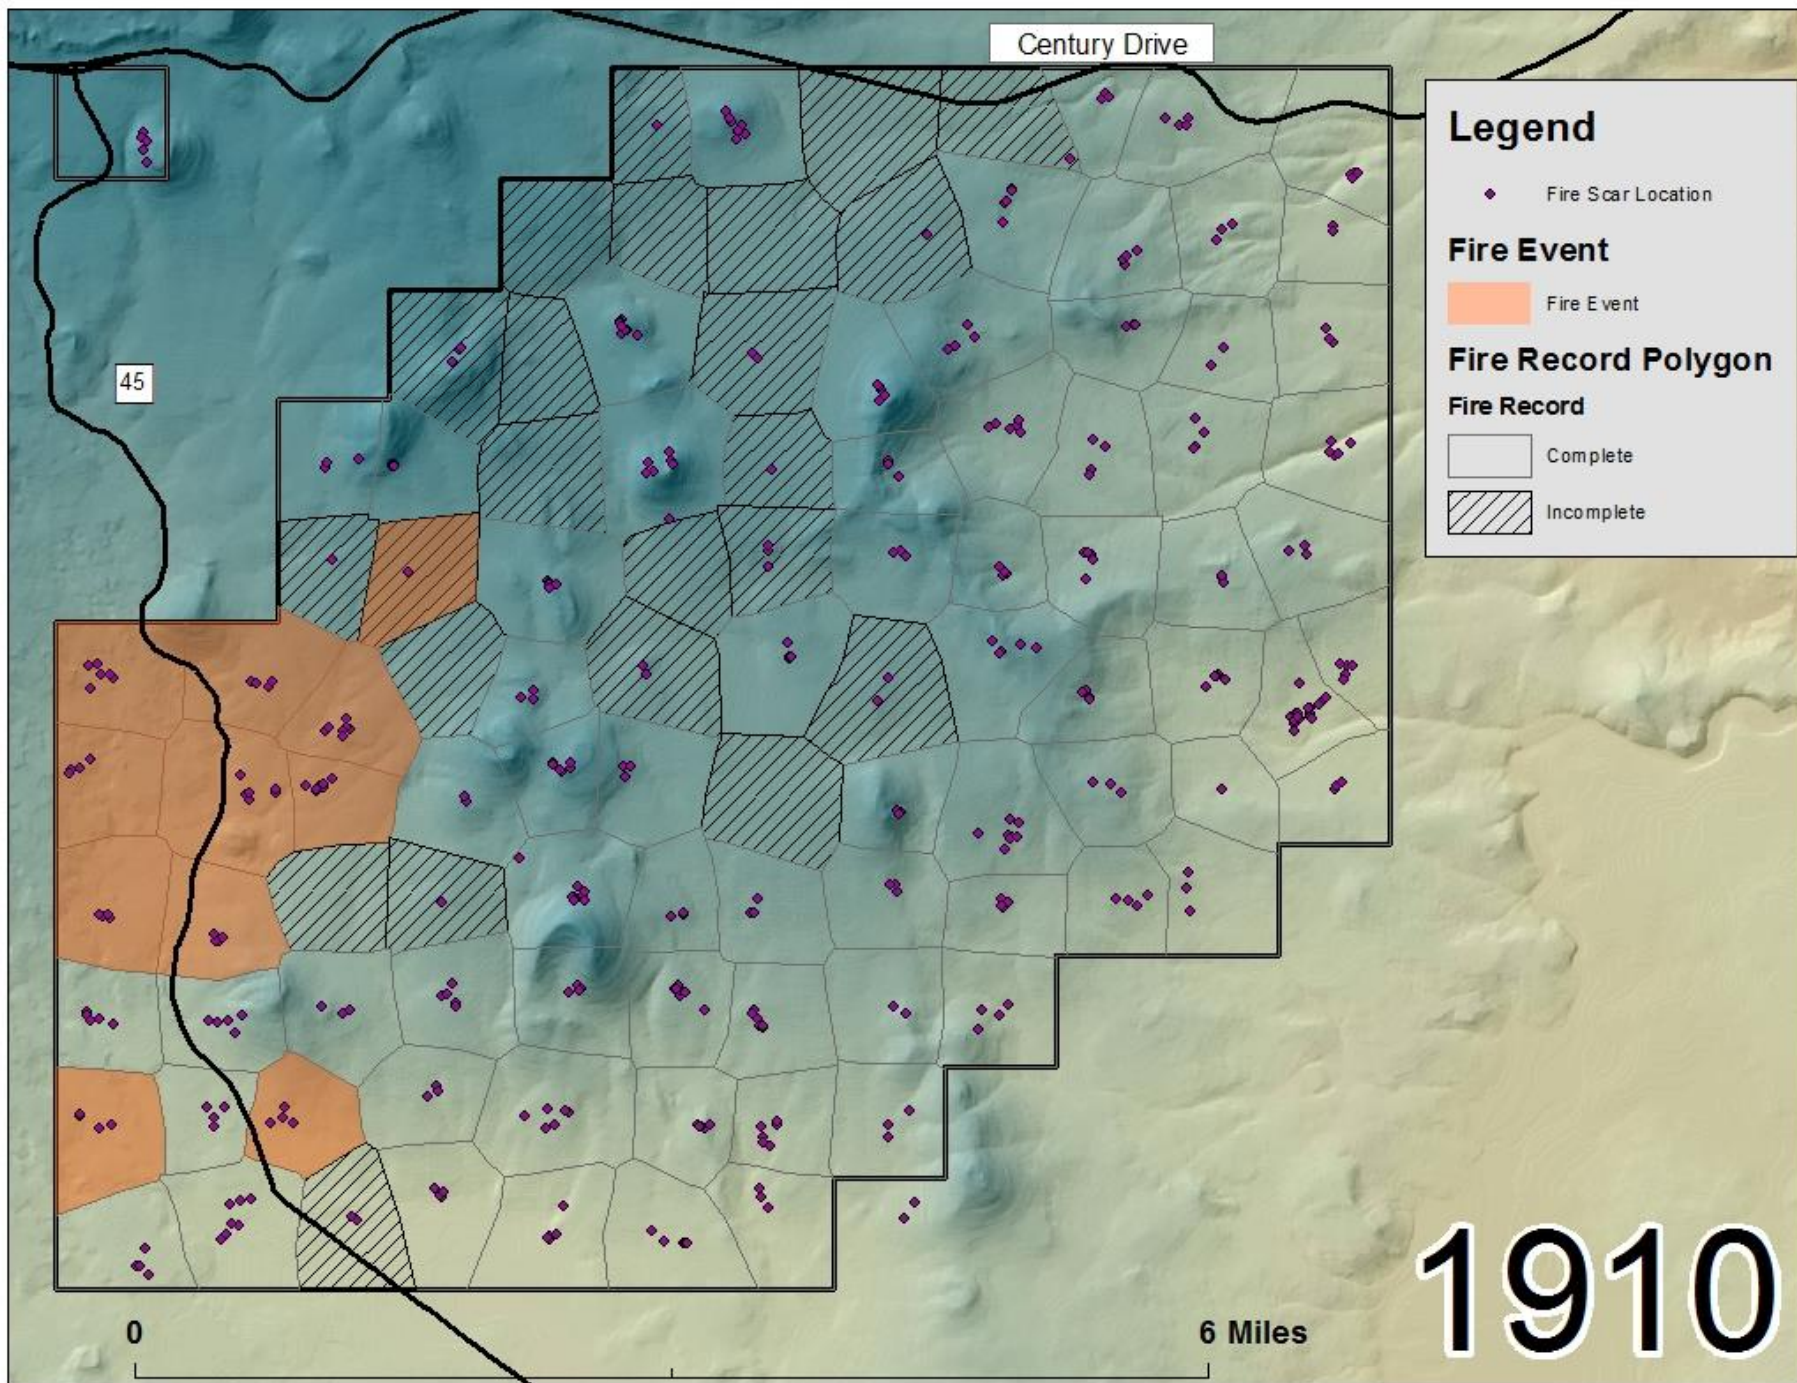 Century Drive
Legend
Fire Scar Location
Fire Event
Fire Event
Fire Record Polygon
45
Fire Record
Complete
Incomplete
1910
0
6 Miles